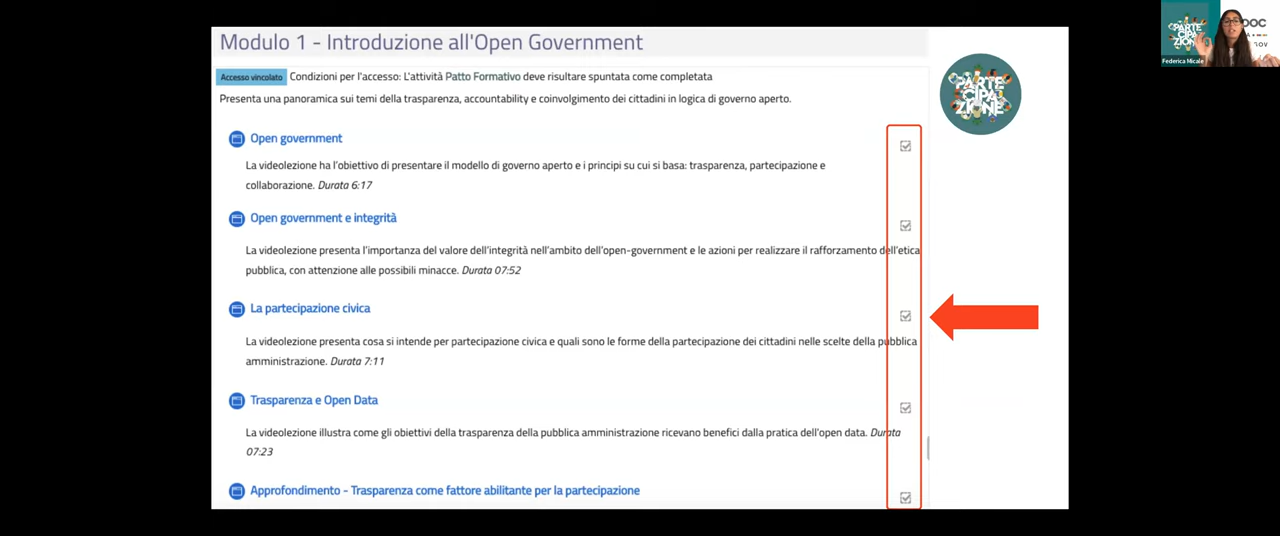 Modulo 1 - Introduzione all'Open Government
Accesso vincolato Condizioni per l'accesso: L'attività Patto Formativo deve risultare spuntata come completata
Presenta una panoramica sui temi della trasparenza, accountability e coinvolgimento dei cittadini in logica di governo aperto.
Open government
La videolezione ha l'obiettivo di presentare il modello di governo aperto e i principi su cui si basa: trasparenza, partecipazione e
collaborazione. Durata 6:17
Open government e integrità
La videolezione presenta l'importanza del valore dell'integrità nell'ambito dell'open-government e le azioni per realizzare il rafforzamento dell'etica
pubblica, con attenzione alle possibili minacce. Durata 07:52
La partecipazione civica
La videolezione presenta cosa si intende per partecipazione civica e quali sono le forme della partecipazione dei cittadini nelle scelte della pubblica
amministrazione. Durata 7:11
Trasparenza e Open Data
La videolezione illustra come gli obiettivi della trasparenza della pubblica amministrazione ricevano benefici dalla pratica dell'open data. Durata
07:23
Approfondimento - Trasparenza come fattore abilitante per la partecipazione
PARTE
CIPA
ZIONE
PARTE
CIPA
ZIONE
Federica Micale